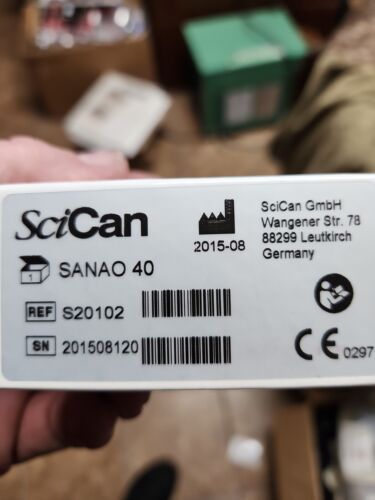 SciCan
2015-08
SciCan GmbH
Wangener Str. 78
88299 Leutkirch
Germany
1
SANAO 40
REF S20102
SN 201508120
CE 0297